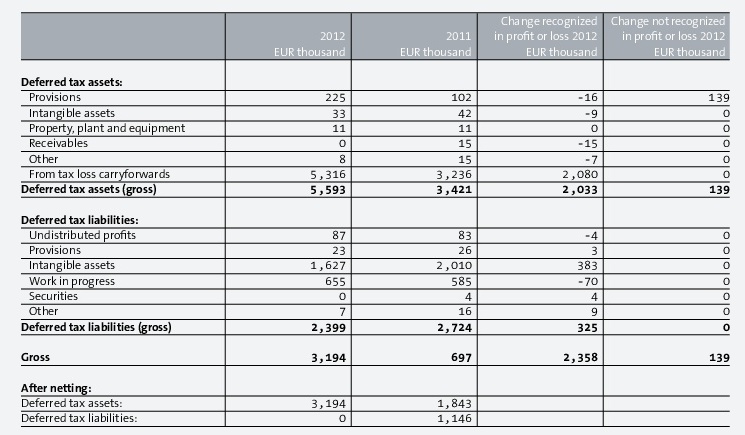 2012 2011 Change recognized in profit or loss 2012 Change not recognized in profit or loss 2012
EUR thousand EUR thousand EUR thousand EUR thousand
Deferred tax assets:
Provisions 225 102 -16 139
Intangible assets 33 42 -9 0
Property, plant and equipment 11 11 0 0
Receivables 0 15 -15 0
Other 8 15 -7 0
From tax loss carryforwards 5,316 3,236 2,080 0
Deferred tax assets (gross) 5,593 3,421 2,033 139
Deferred tax liabilities:
Undistributed profits 87 83 -4 0
Provisions 23 26 3 0
Intangible assets 1,627 2,010 383 0
Work in progress 655 585 -70 0
Securities 0 4 4 0
Other 7 16 9 0
Deferred tax liabilities (gross) 2,399 2,724 325 0
Gross 3,194 697 2,358 139
After netting:
Deferred tax assets: 3,194 1,843
Deferred tax liabilities: 0 1,146